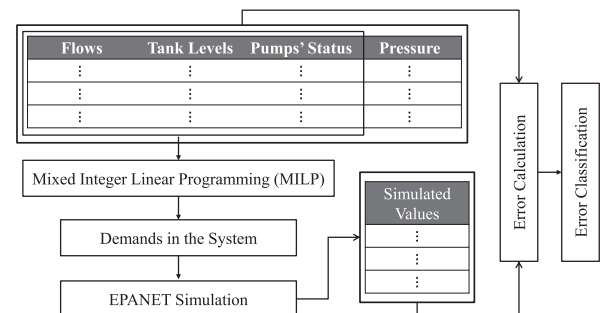 Flows Tank Levels Pumps' Status Pressure
⋮ ⋮ ⋮ ⋮
⋮ ⋮ ⋮ ⋮
⋮ ⋮ ⋮ ⋮
Mixed Integer Linear Programming (MILP)
Demands in the System
EPANET Simulation
Simulated
Values
⋮
⋮
⋮
Error Calculation
Error Classification